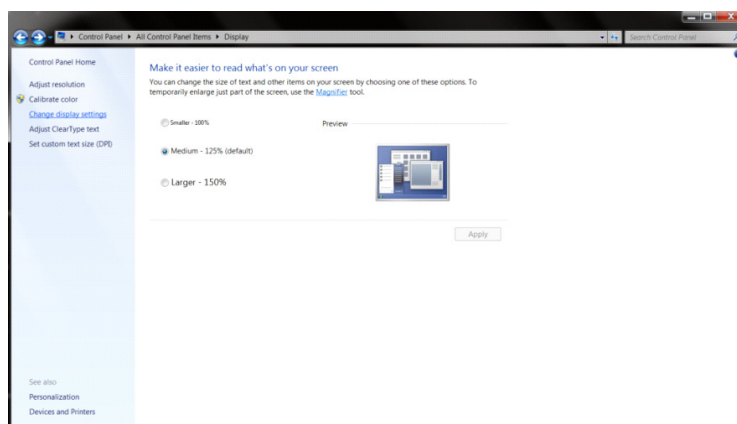 Control Panel ▸ All Control Panel Items ▸ Display
Search Control Panel
Control Panel Home
Adjust resolution
Calibrate color
Change display settings
Adjust ClearType text
Set custom text size (DPI)
Make it easier to read what's on your screen
You can change the size of text and other items on your screen by choosing one of these options. To
temporarily enlarge just part of the screen, use the Magnifier tool.
Smaller - 100%
Preview
Medium - 125% (default)
Larger - 150%
Apply
See also
Personalization
Devices and Printers